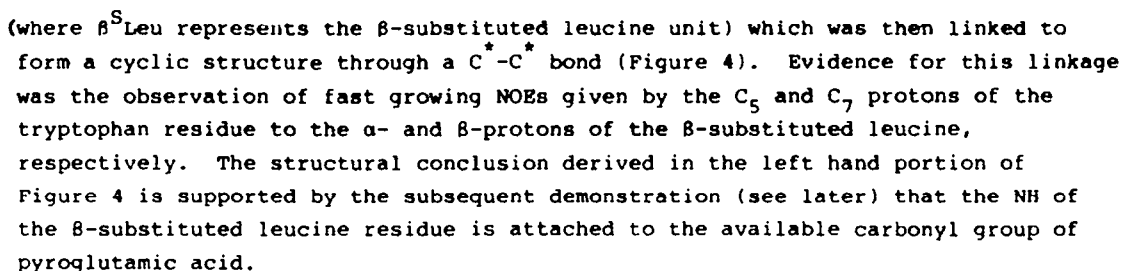 (where β^S Leu represents the β-substituted leucine unit) which was then linked to
form a cyclic structure through a C*-C* bond (Figure 4). Evidence for this linkage
was the observation of fast growing NOEs given by the C₅ and C₇ protons of the
tryptophan residue to the α- and β-protons of the β-substituted leucine,
respectively. The structural conclusion derived in the left hand portion of
Figure 4 is supported by the subsequent demonstration (see later) that the NH of
the β-substituted leucine residue is attached to the available carbonyl group of
pyroglutamic acid.